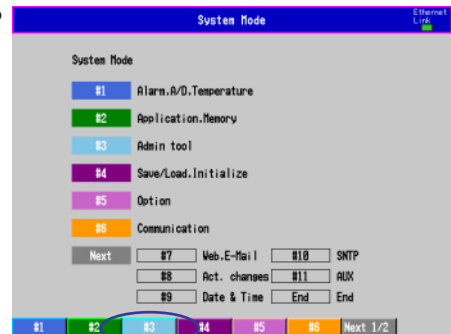 System Mode
Ethernet
Link
System Mode
#1 Alarm.A/D.Temperature
#2 Application.Memory
#3 Admin tool
#4 Save/Load.Initialize
#5 Option
#6 Communication
Next #7 Web.E-Mail #10 SNTP
#8 Act. changes #11 AUX
#9 Date & Time End End
#1 #2 #3 #4 #5 #6 Next 1/2